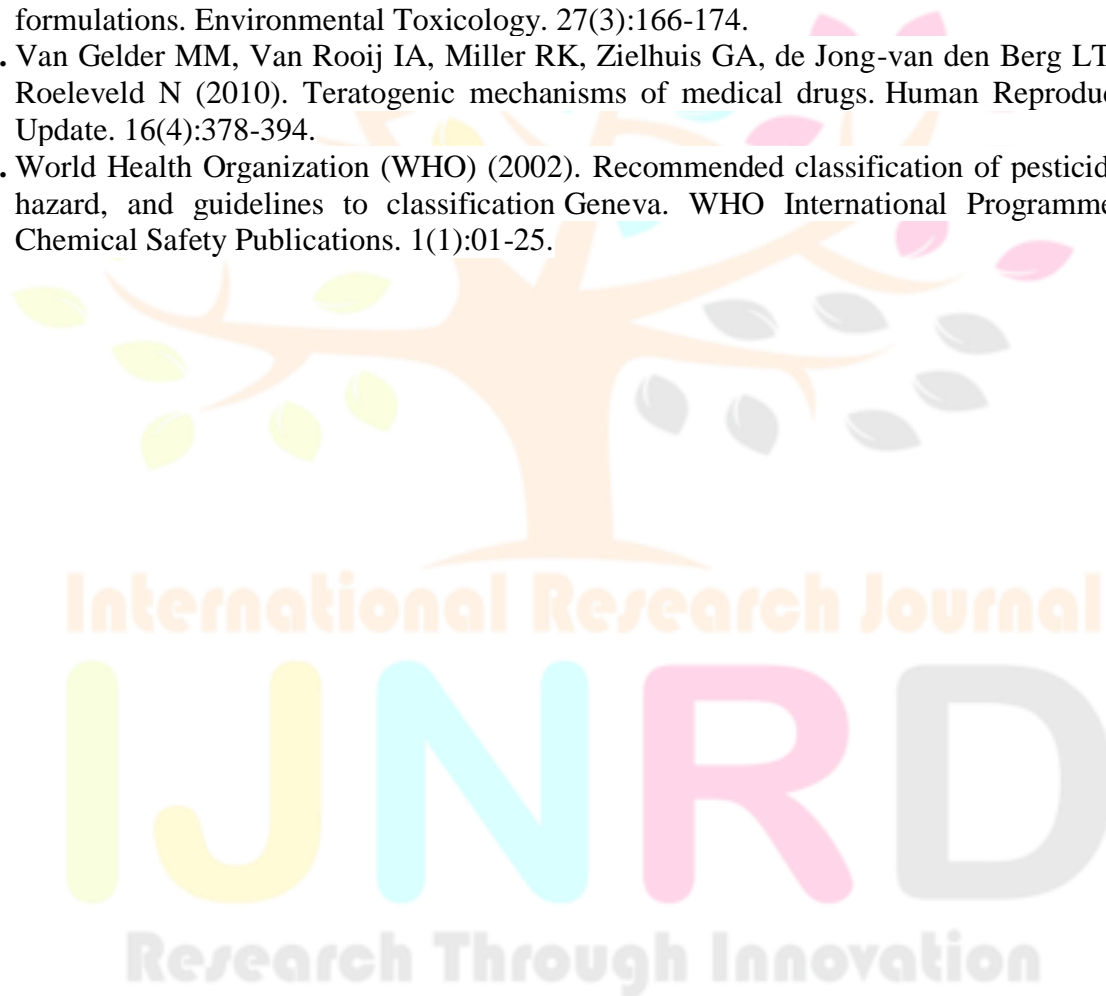 formulations. Environmental Toxicology. 27(3):166-174.
. Van Gelder MM, Van Rooij IA, Miller RK, Zielhuis GA, de Jong-van den Berg LT
Roeleveld N (2010). Teratogenic mechanisms of medical drugs. Human Reproduc
Update. 16(4):378-394.
. World Health Organization (WHO) (2002). Recommended classification of pesticid
hazard, and guidelines to classification Geneva. WHO International Programme
Chemical Safety Publications. 1(1):01-25.
International Research Journal
IJNRD
Research Through Innovation